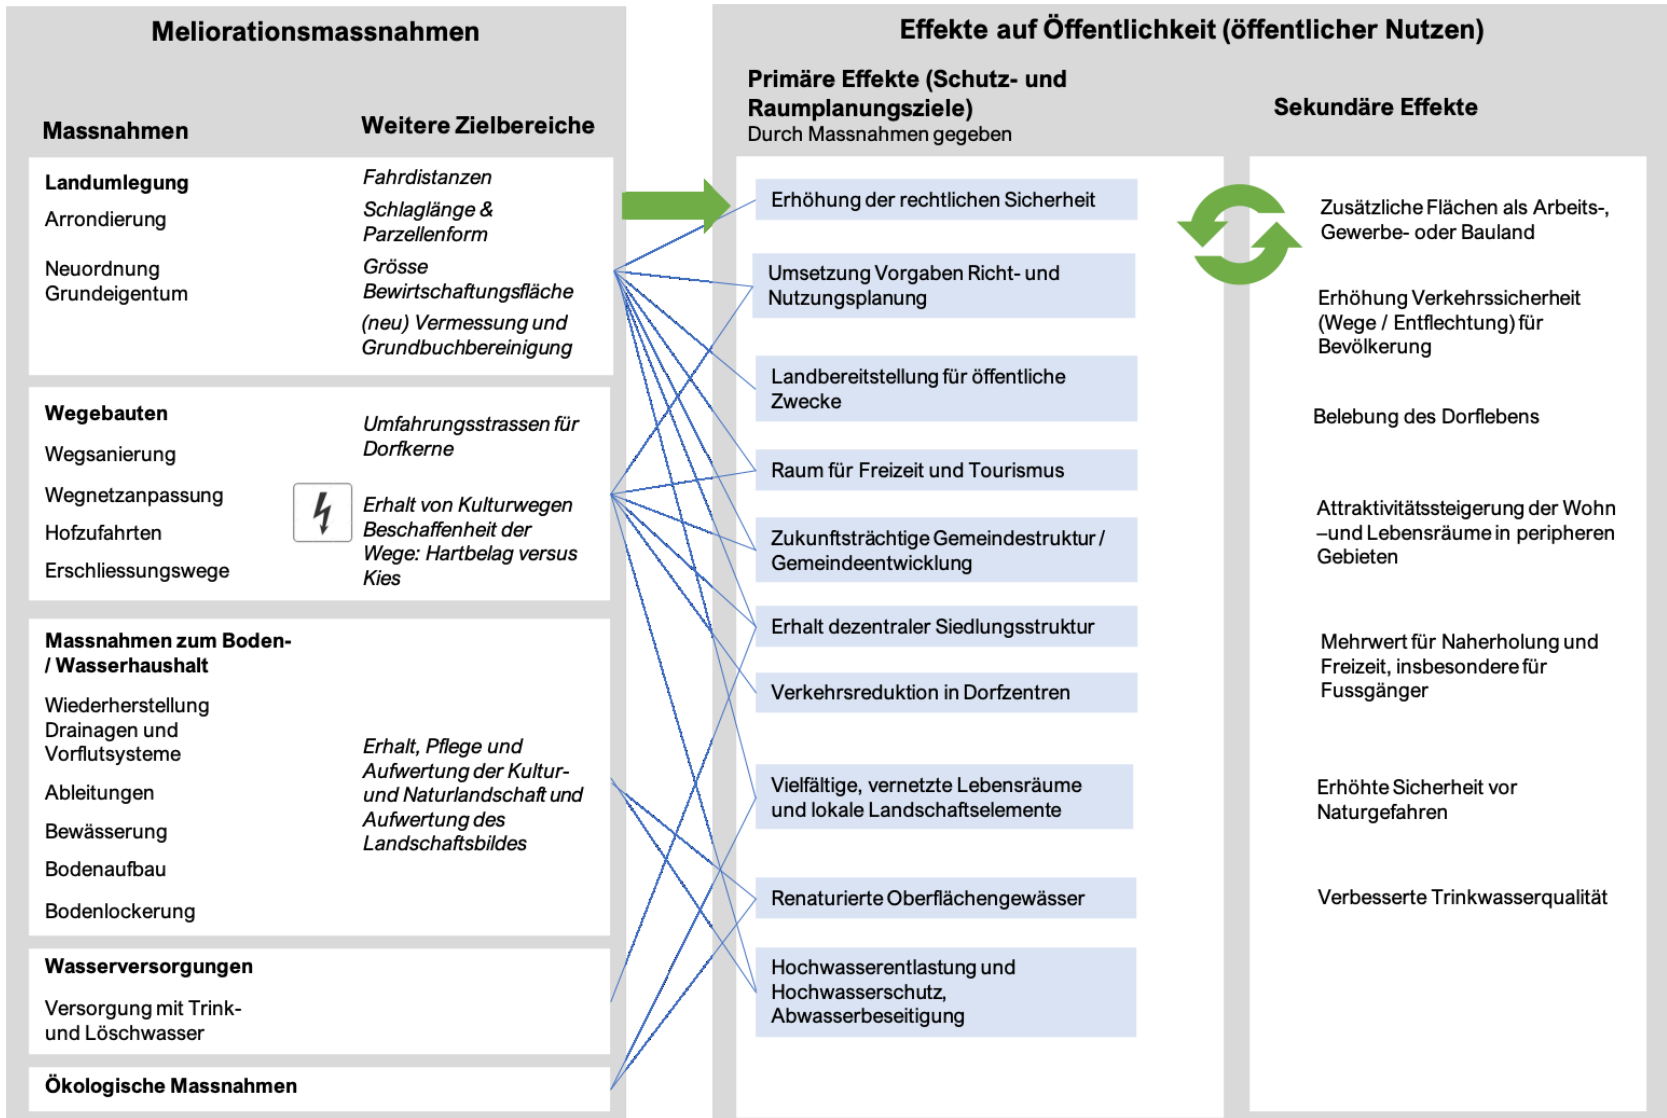 Meliorationsmassnahmen
Massnahmen
Weitere Zielbereiche
Landumlegung
Arrondierung
Neuordnung
Grundeigentum
Fahrdistanzen
Schlaglänge &
Parzellenform
Grösse
Bewirtschaftungsfläche
(neu) Vermessung und
Grundbuchbereinigung
Wegebauten
Wegsanierung
Wegnetzanpassung
Hofzufahrten
Erschliessungswege
Umfahrungsstrassen für
Dorfkerne
Erhalt von Kulturwegen
Beschaffenheit der
Wege: Hartbelag versus
Kies
Massnahmen zum Boden-
/ Wasserhaushalt
Wiederherstellung
Drainagen und
Vorflutsysteme
Ableitungen
Bewässerung
Bodenaufbau
Bodenlockerung
Erhalt, Pflege und
Aufwertung der Kultur-
und Naturlandschaft und
Aufwertung des
Landschaftsbildes
Wasserversorgungen
Versorgung mit Trink-
und Löschwasser
Ökologische Massnahmen
Effekte auf Öffentlichkeit (öffentlicher Nutzen)
Primäre Effekte (Schutz- und
Raumplanungsziele)
Durch Massnahmen gegeben
Erhöhung der rechtlichen Sicherheit
Umsetzung Vorgaben Richt- und
Nutzungsplanung
Landbereitstellung für öffentliche
Zwecke
Raum für Freizeit und Tourismus
Zukunftsträchtige Gemeindestruktur /
Gemeindeentwicklung
Erhalt dezentraler Siedlungsstruktur
Verkehrsreduktion in Dorfzentren
Vielfältige, vernetzte Lebensräume
und lokale Landschaftselemente
Renaturierte Oberflächengewässer
Hochwasserentlastung und
Hochwasserschutz,
Abwasserbeseitigung
Sekundäre Effekte
Zusätzliche Flächen als Arbeits-,
Gewerbe- oder Bauland
Erhöhung Verkehrssicherheit
(Wege / Entflechtung) für
Bevölkerung
Belebung des Dorflebens
Attraktivitätssteigerung der Wohn
–und Lebensräume in peripheren
Gebieten
Mehrwert für Naherholung und
Freizeit, insbesondere für
Fussgänger
Erhöhte Sicherheit vor
Naturgefahren
Verbesserte Trinkwasserqualität